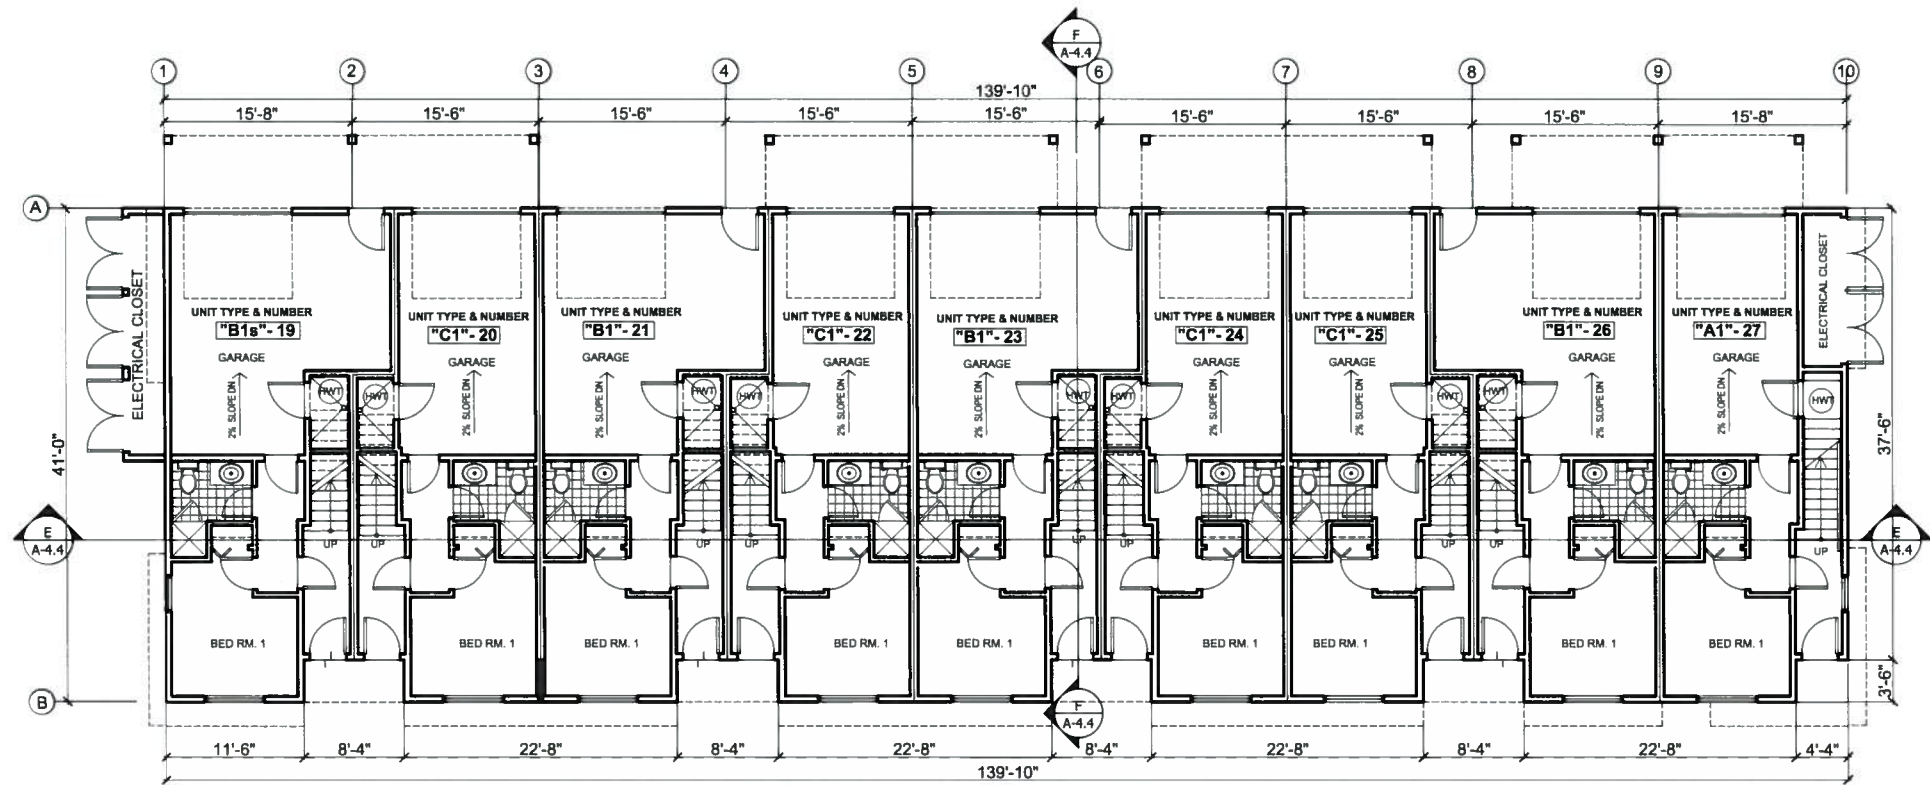 F
A-4.4
1 2 3 4 5 6 7 8 9 10
139'-10"
15'-8" 15'-6" 15'-6" 15'-6" 15'-6" 15'-6" 15'-6" 15'-6" 15'-8"
A
ELECTRICAL CLOSET
UNIT TYPE & NUMBER
"B1s"- 19
GARAGE
2% SLOPE DN
UNIT TYPE & NUMBER
"C1"- 20
GARAGE
2% SLOPE DN
UNIT TYPE & NUMBER
"B1"- 21
GARAGE
2% SLOPE DN
UNIT TYPE & NUMBER
"C1"- 22
GARAGE
2% SLOPE DN
UNIT TYPE & NUMBER
"B1"- 23
GARAGE
2% SLOPE DN
UNIT TYPE & NUMBER
"C1"- 24
GARAGE
2% SLOPE DN
UNIT TYPE & NUMBER
"C1"- 25
GARAGE
2% SLOPE DN
UNIT TYPE & NUMBER
"B1"- 26
GARAGE
2% SLOPE DN
UNIT TYPE & NUMBER
"A1"- 27
GARAGE
2% SLOPE DN
ELECTRICAL CLOSET
HWT HWT HWT HWT HWT HWT HWT HWT HWT
41'-0"
37'-6"
E
A-4.4
UP UP UP UP UP UP UP UP UP
E
A-4.4
BED RM. 1 BED RM. 1 BED RM. 1 BED RM. 1 BED RM. 1 BED RM. 1 BED RM. 1 BED RM. 1 BED RM. 1
3'-6"
B
F
A-4.4
11'-6" 8'-4" 22'-8" 8'-4" 22'-8" 8'-4" 22'-8" 8'-4" 22'-8" 4'-4"
139'-10"